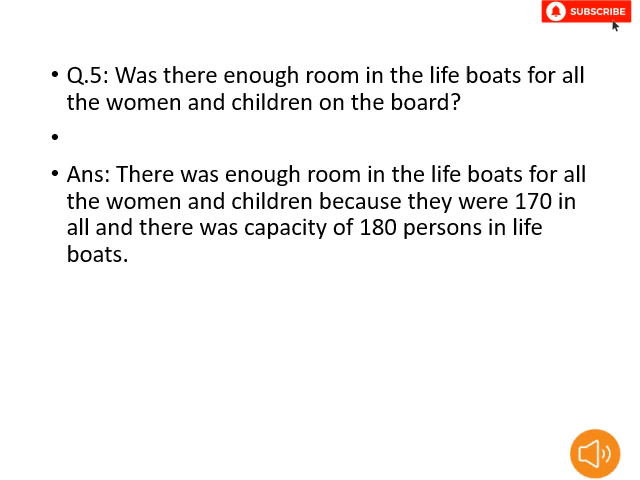 SUBSCRIBE
• Q.5: Was there enough room in the life boats for all
the women and children on the board?
•
• Ans: There was enough room in the life boats for all
the women and children because they were 170 in
all and there was capacity of 180 persons in life
boats.